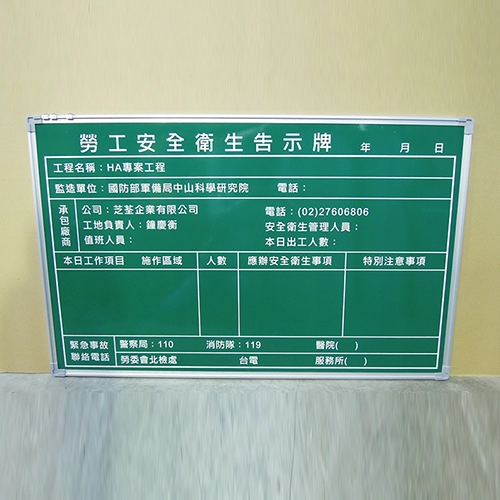 勞工安全衛生告示牌 年 月 日
工程名稱：HA專案工程
監造單位：國防部軍備局中山科學研究院 電話：
承包廠商
公司：芝荃企業有限公司 電話：(02)27606806
工地負責人：鐘慶衡 安全衛生管理人員：
值班人員： 本日出工人數：
本日工作項目 施作區域 人數 應辦安全衛生事項 特別注意事項
緊急事故 警察局：110 消防隊：119 醫院( )
聯絡電話 勞委會北檢處 台電 服務所( )